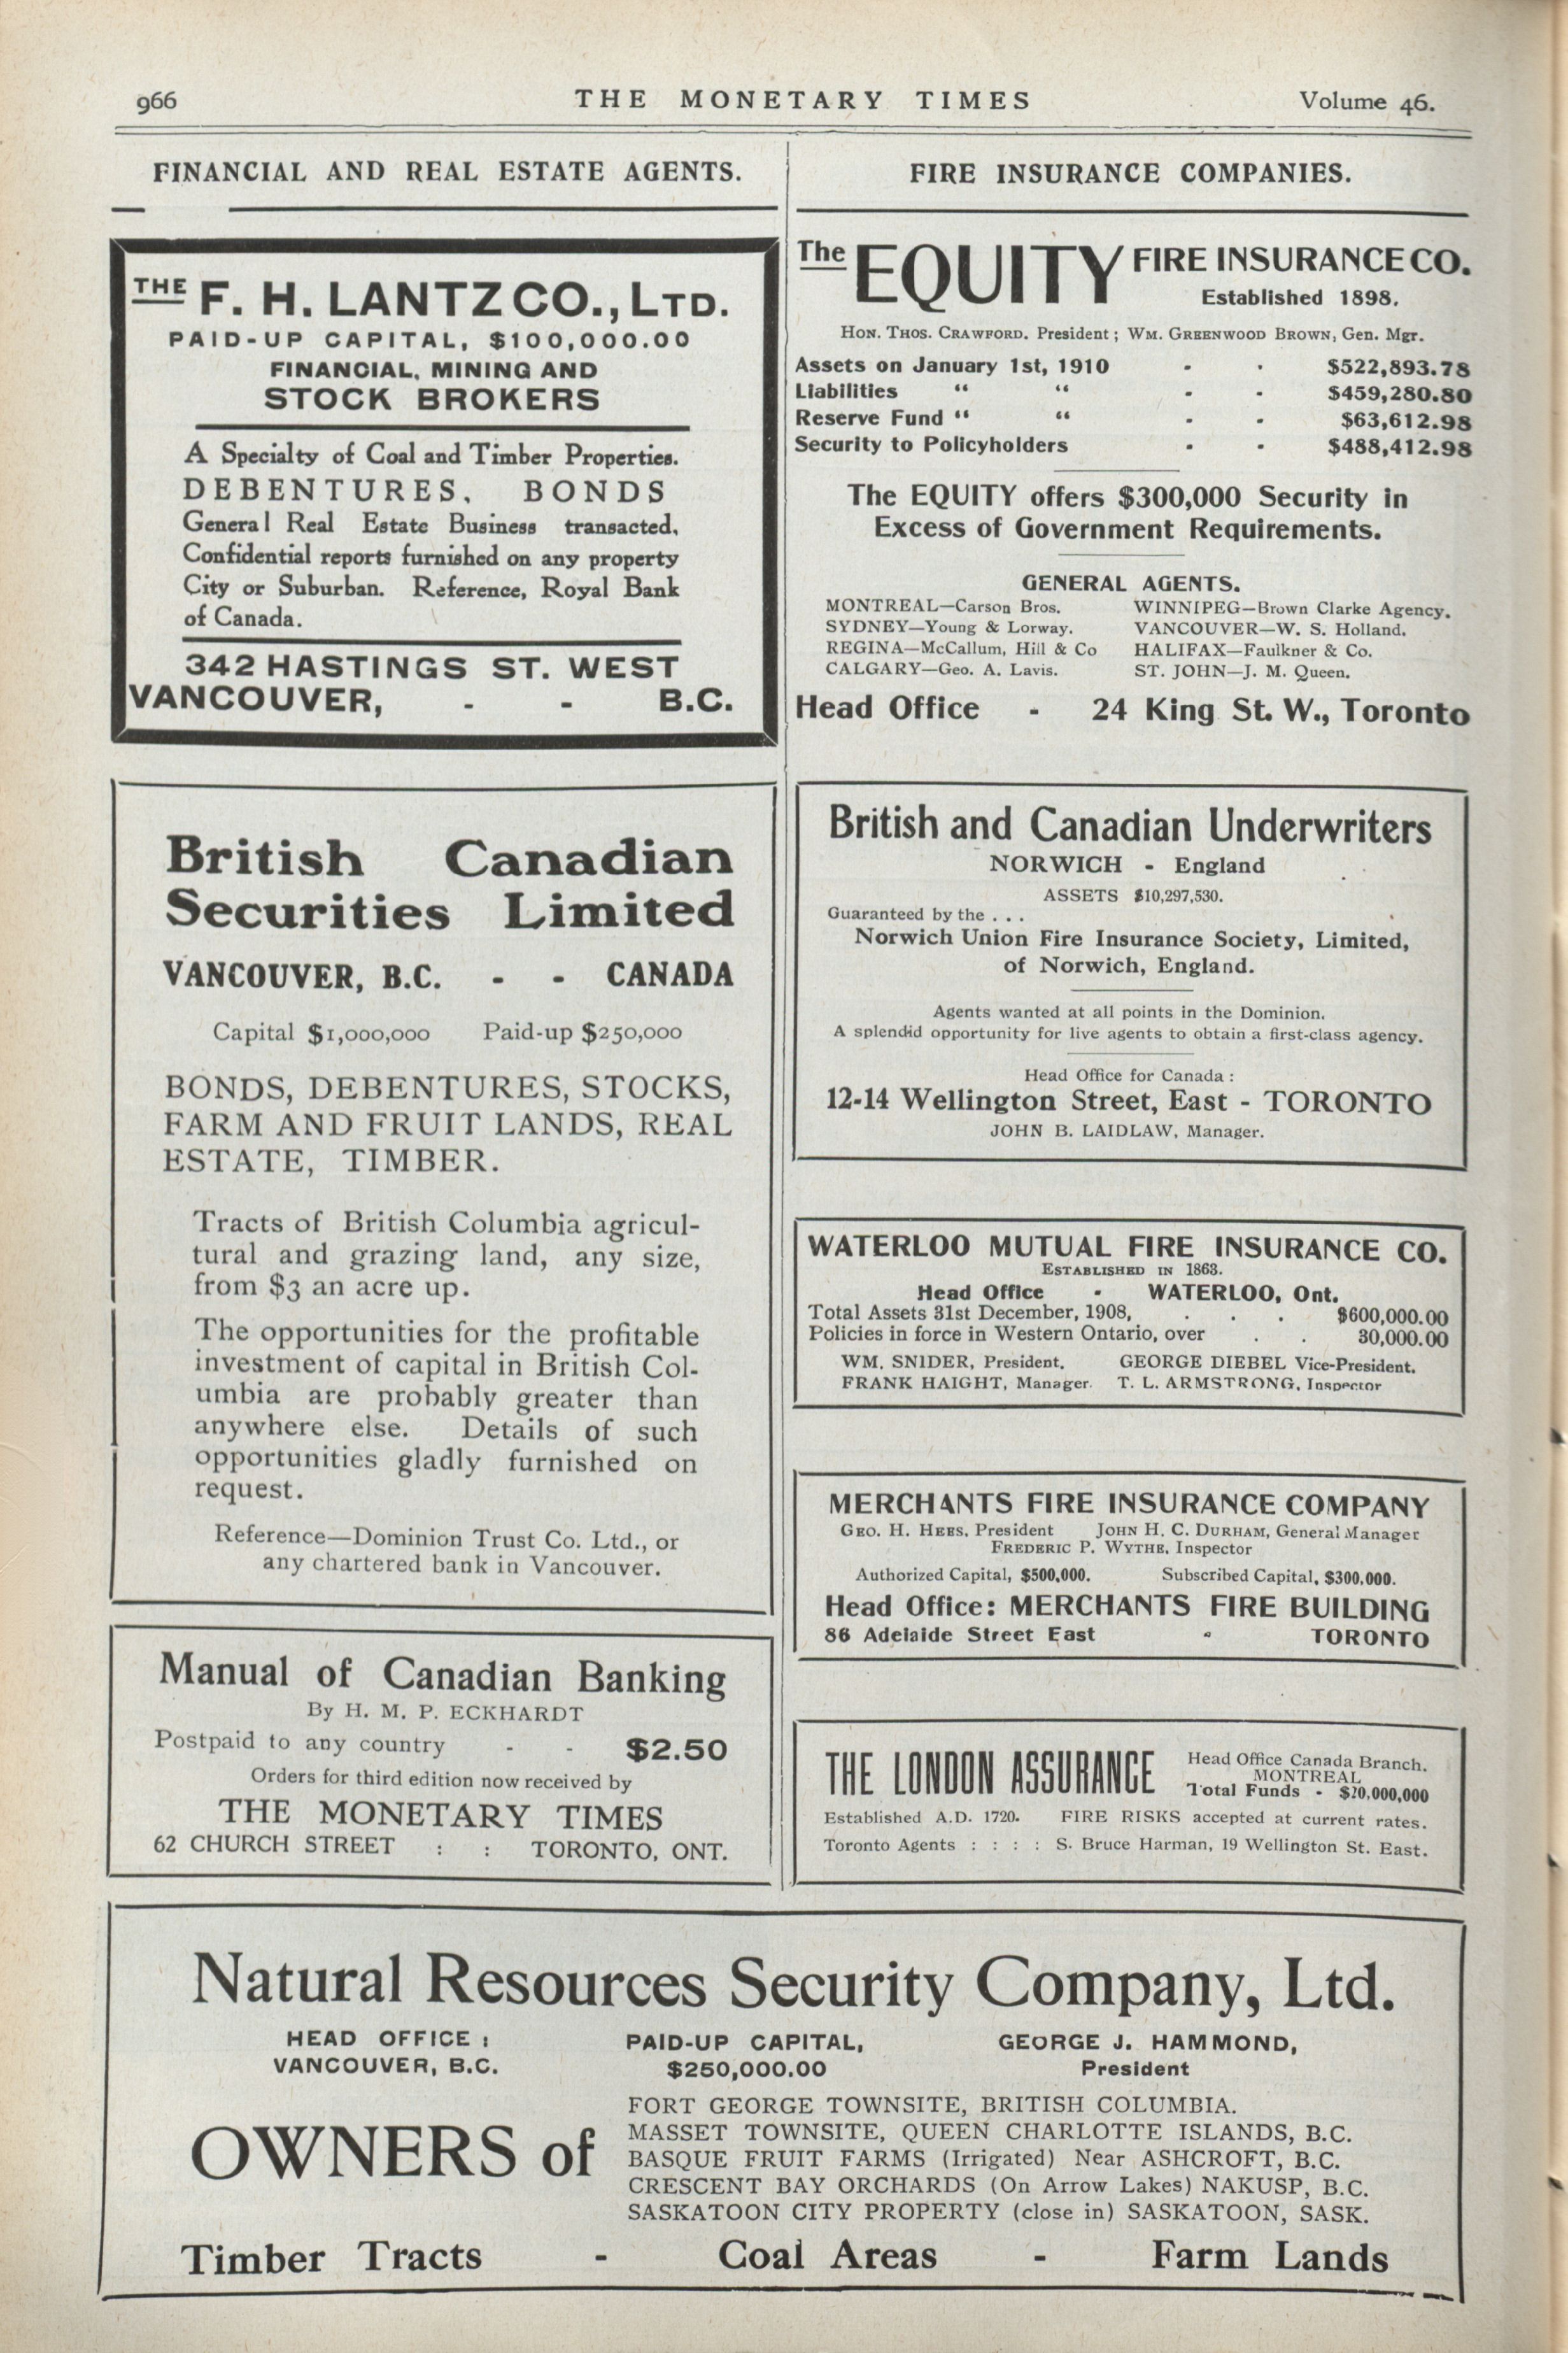 966
THE MONETARY TIMES
Volume 46.
FINANCIAL AND REAL ESTATE AGENTS.
THE F. H. LANTZ CO., LTD.
PAID-UP CAPITAL, $100,000.00
FINANCIAL, MINING AND
STOCK BROKERS
A Specialty of Coal and Timber Properties.
DEBENTURES, BONDS
General Real Estate Business transacted.
Confidential reports furnished on any property
City or Suburban. Reference, Royal Bank
of Canada.
342 HASTINGS ST. WEST
VANCOUVER, - - B.C.
British Canadian
Securities Limited
VANCOUVER, B.C. - - CANADA
Capital $1,000,000 Paid-up $250,000
BONDS, DEBENTURES, STOCKS,
FARM AND FRUIT LANDS, REAL
ESTATE, TIMBER.
Tracts of British Columbia agricul-
tural and grazing land, any size,
from $3 an acre up.
The opportunities for the profitable
investment of capital in British Col-
umbia are probably greater than
anywhere else. Details of such
opportunities gladly furnished on
request.
Reference—Dominion Trust Co. Ltd., or
any chartered bank in Vancouver.
Manual of Canadian Banking
By H. M. P. ECKHARDT
Postpaid to any country - - $2.50
Orders for third edition now received by
THE MONETARY TIMES
62 CHURCH STREET : : TORONTO, ONT.
FIRE INSURANCE COMPANIES.
The EQUITY FIRE INSURANCE CO.
Established 1898.
HON. THOS. CRAWFORD, President ; WM. GREENWOOD BROWN, Gen. Mgr.
Assets on January 1st, 1910 - - $522,893.78
Liabilities " " - - $459,280.80
Reserve Fund " " - - $63,612.98
Security to Policyholders - - $488,412.98
The EQUITY offers $300,000 Security in
Excess of Government Requirements.
GENERAL AGENTS.
MONTREAL—Carson Bros. WINNIPEG—Brown Clarke Agency.
SYDNEY—Young & Lorway. VANCOUVER—W. S. Holland.
REGINA—McCallum, Hill & Co HALIFAX—Faulkner & Co.
CALGARY—Geo. A. Lavis. ST. JOHN—J. M. Queen.
Head Office - 24 King St. W., Toronto
British and Canadian Underwriters
NORWICH - England
ASSETS $10,297,530.
Guaranteed by the . . .
Norwich Union Fire Insurance Society, Limited,
of Norwich, England.
Agents wanted at all points in the Dominion.
A splendid opportunity for live agents to obtain a first-class agency.
Head Office for Canada :
12-14 Wellington Street, East - TORONTO
JOHN B. LAIDLAW, Manager.
WATERLOO MUTUAL FIRE INSURANCE CO.
ESTABLISHED IN 1863.
Head Office - WATERLOO, Ont.
Total Assets 31st December, 1908, . . . $600,000.00
Policies in force in Western Ontario, over . . 30,000.00
WM. SNIDER, President. GEORGE DIEBEL Vice-President.
FRANK HAIGHT, Manager. T. L. ARMSTRONG, Inspector
MERCHANTS FIRE INSURANCE COMPANY
GEO. H. HEES, President JOHN H. C. DURHAM, General Manager
FREDERIC P. WYTHE, Inspector
Authorized Capital, $500,000. Subscribed Capital, $300,000.
Head Office: MERCHANTS FIRE BUILDING
86 Adelaide Street East - TORONTO
THE LONDON ASSURANCE
Head Office Canada Branch,
MONTREAL
Total Funds - $20,000,000
Established A.D. 1720. FIRE RISKS accepted at current rates.
Toronto Agents : : : : S. Bruce Harman, 19 Wellington St. East.
Natural Resources Security Company, Ltd.
HEAD OFFICE :
VANCOUVER, B.C.
PAID-UP CAPITAL,
$250,000.00
GEORGE J. HAMMOND,
President
OWNERS of
FORT GEORGE TOWNSITE, BRITISH COLUMBIA.
MASSET TOWNSITE, QUEEN CHARLOTTE ISLANDS, B.C.
BASQUE FRUIT FARMS (Irrigated) Near ASHCROFT, B.C.
CRESCENT BAY ORCHARDS (On Arrow Lakes) NAKUSP, B.C.
SASKATOON CITY PROPERTY (close in) SASKATOON, SASK.
Timber Tracts - Coal Areas - Farm Lands